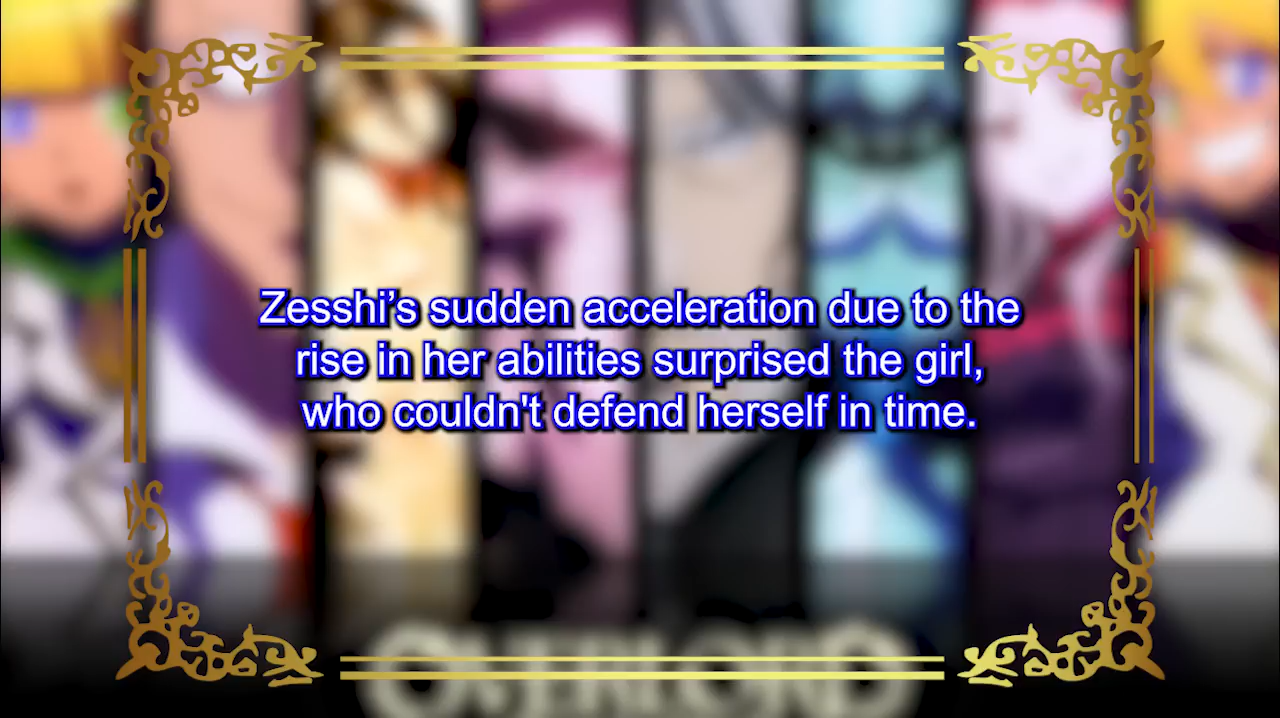 Zesshi’s sudden acceleration due to the
rise in her abilities surprised the girl,
who couldn't defend herself in time.
OVERLORD